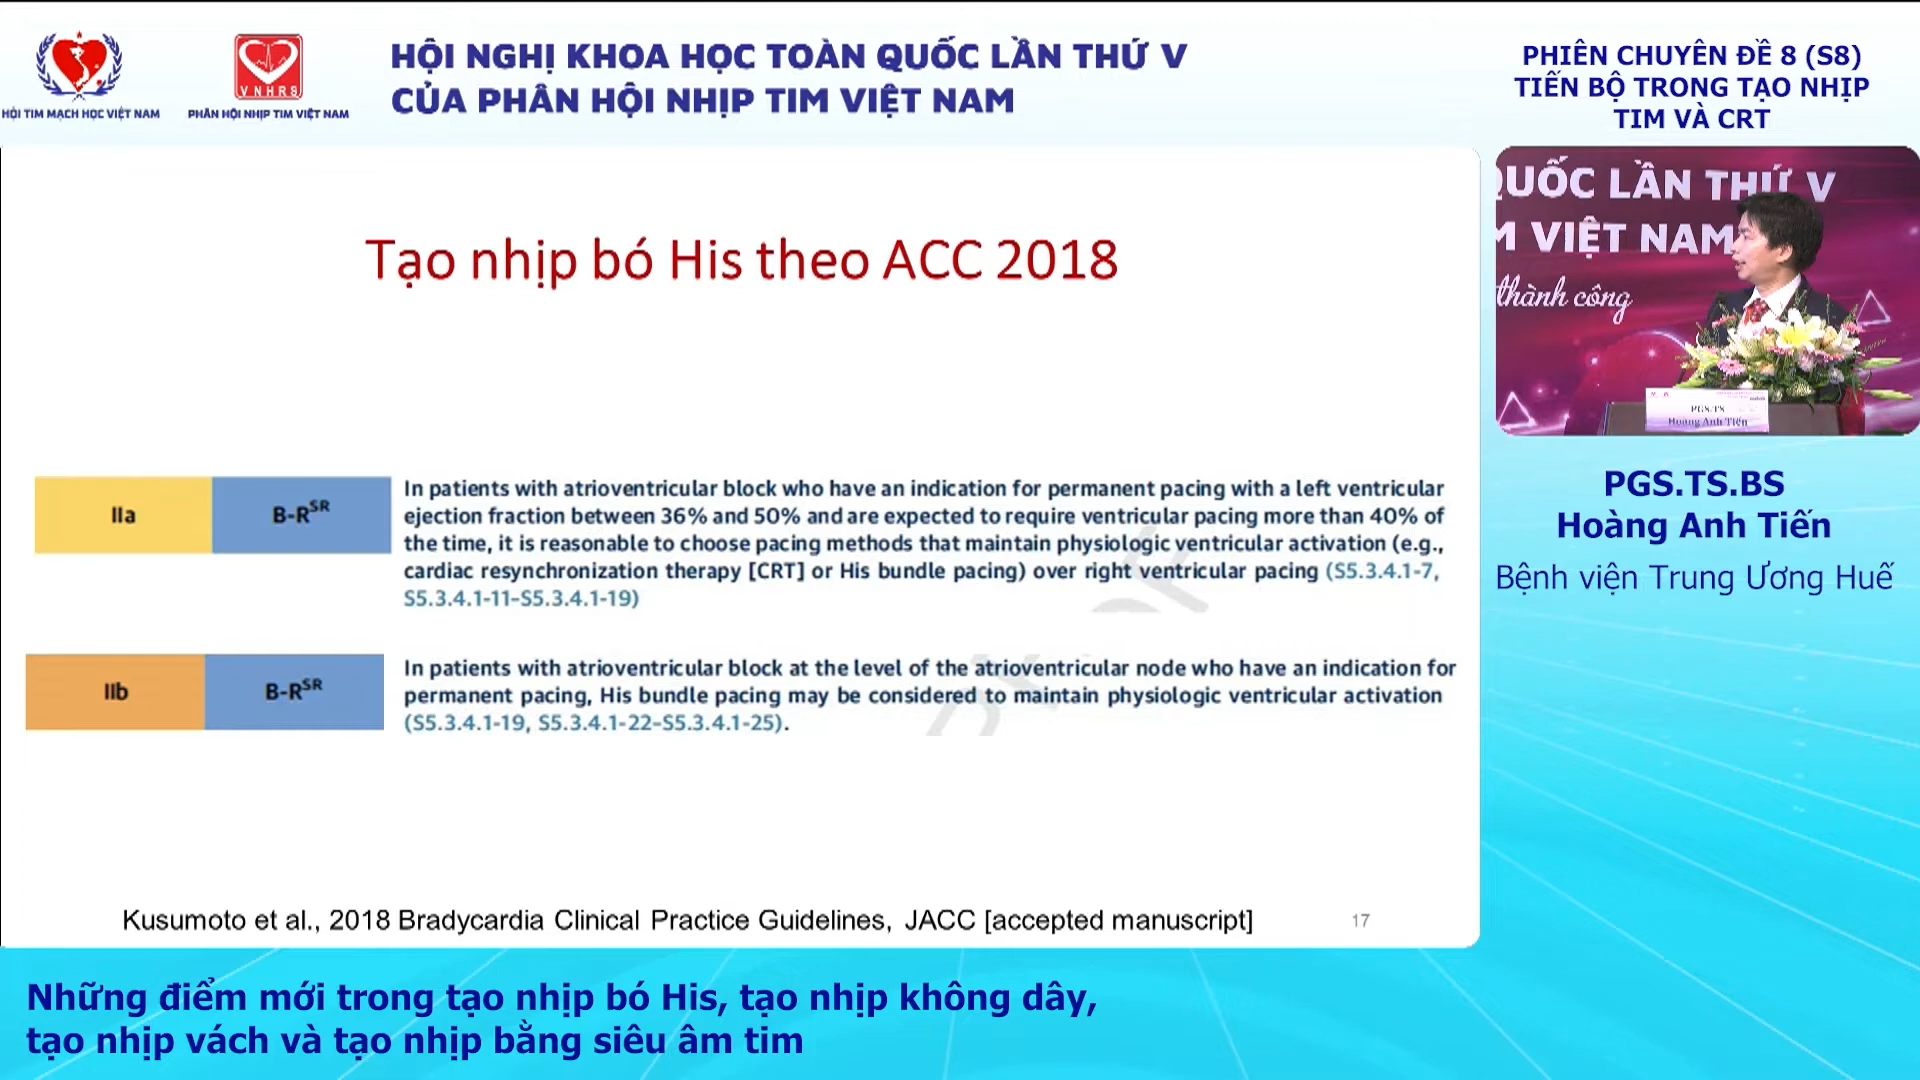 HỘI TIM MẠCH HỌC VIỆT NAM
VNHRS
PHÂN HỘI NHỊP TIM VIỆT NAM
HỘI NGHỊ KHOA HỌC TOÀN QUỐC LẦN THỨ V
CỦA PHÂN HỘI NHỊP TIM VIỆT NAM
PHIÊN CHUYÊN ĐỀ 8 (S8)
TIẾN BỘ TRONG TẠO NHỊP
TIM VÀ CRT
QUỐC LẦN THỨ V
M VIỆT NAM
thành công
PGS.TS
Hoàng Anh Tiến
PGS.TS.BS
Hoàng Anh Tiến
Bệnh viện Trung Ương Huế
Tạo nhịp bó His theo ACC 2018
IIa
B-R^SR
In patients with atrioventricular block who have an indication for permanent pacing with a left ventricular
ejection fraction between 36% and 50% and are expected to require ventricular pacing more than 40% of
the time, it is reasonable to choose pacing methods that maintain physiologic ventricular activation (e.g.,
cardiac resynchronization therapy [CRT] or His bundle pacing) over right ventricular pacing (S5.3.4.1-7,
S5.3.4.1-11–S5.3.4.1-19)
IIb
B-R^SR
In patients with atrioventricular block at the level of the atrioventricular node who have an indication for
permanent pacing, His bundle pacing may be considered to maintain physiologic ventricular activation
(S5.3.4.1-19, S5.3.4.1-22–S5.3.4.1-25).
Kusumoto et al., 2018 Bradycardia Clinical Practice Guidelines, JACC [accepted manuscript]
17
Những điểm mới trong tạo nhịp bó His, tạo nhịp không dây,
tạo nhịp vách và tạo nhịp bằng siêu âm tim